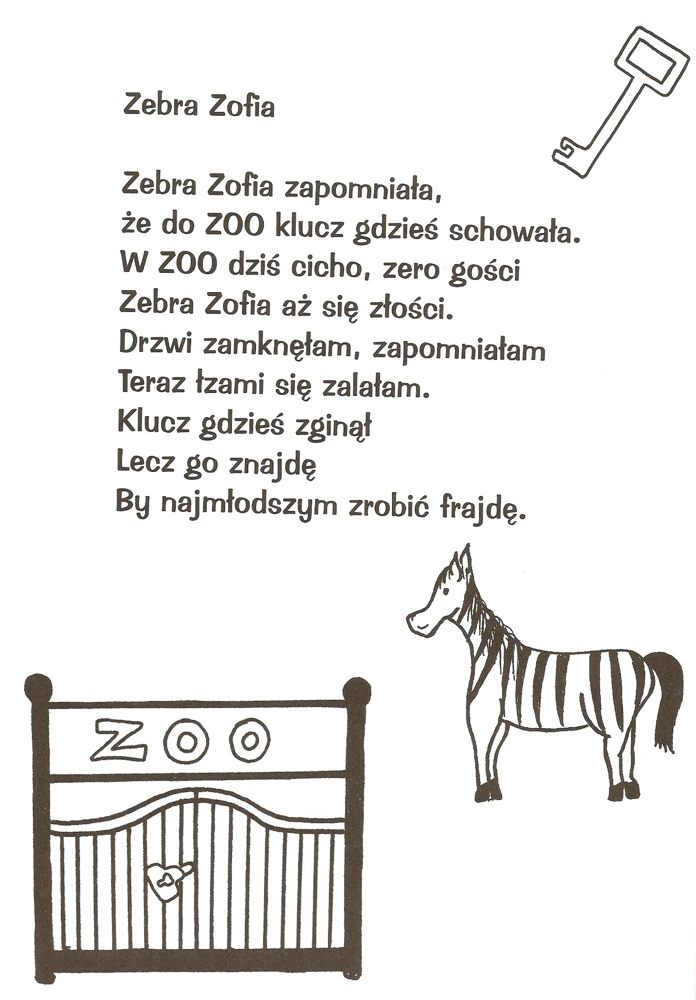 Zebra Zofia
Zebra Zofia zapomniała,
że do ZOO klucz gdzieś schowała.
W ZOO dziś cicho, zero gości
Zebra Zofia aż się złości.
Drzwi zamknęłam, zapomniałam
Teraz łzami się zalałam.
Klucz gdzieś zginął
Lecz go znajdę
By najmłodszym zrobić frajdę.
ZOO